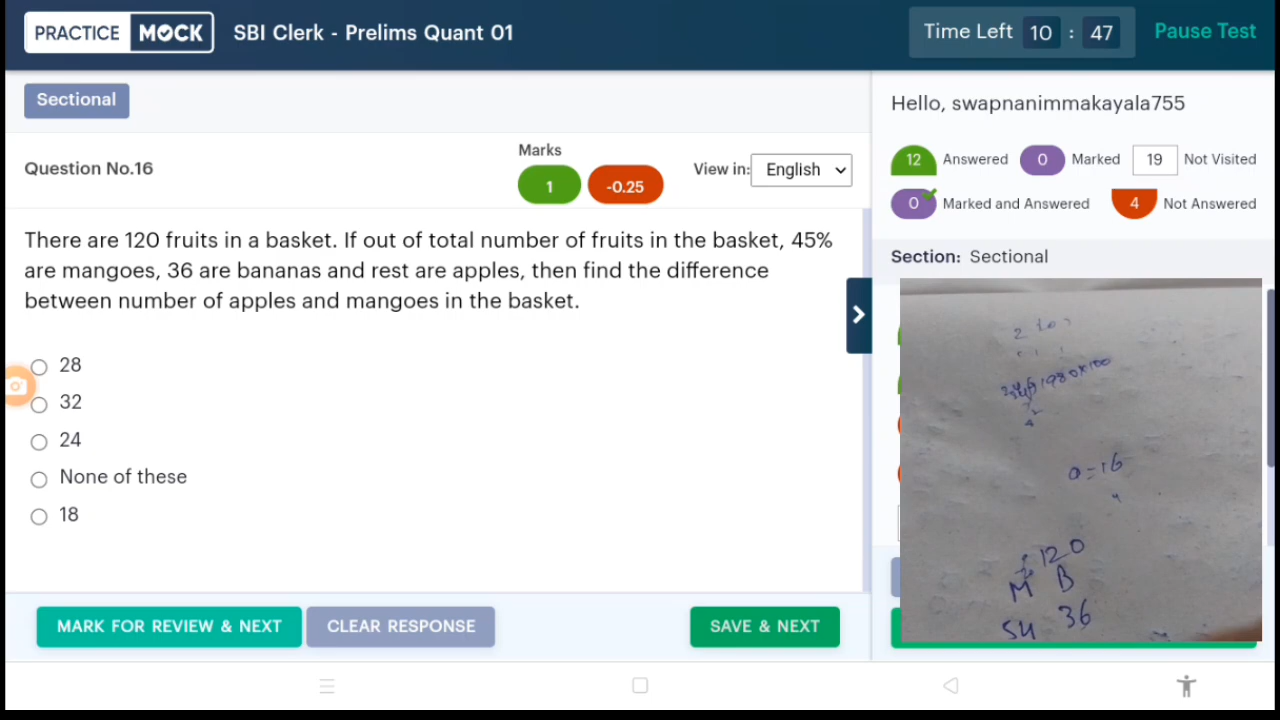 PRACTICE MOCK
SBI Clerk - Prelims Quant 01
Time Left 10 : 47
Pause Test
Sectional
Hello, swapnanimmakayala755
Question No.16
Marks
1 -0.25
View in: English
12 Answered 0 Marked 19 Not Visited
0 Marked and Answered 4 Not Answered
Section: Sectional
There are 120 fruits in a basket. If out of total number of fruits in the basket, 45%
are mangoes, 36 are bananas and rest are apples, then find the difference
between number of apples and mangoes in the basket.
28
32
24
None of these
18
MARK FOR REVIEW & NEXT
CLEAR RESPONSE
SAVE & NEXT
1980×100
a=16
120
M B
54 36